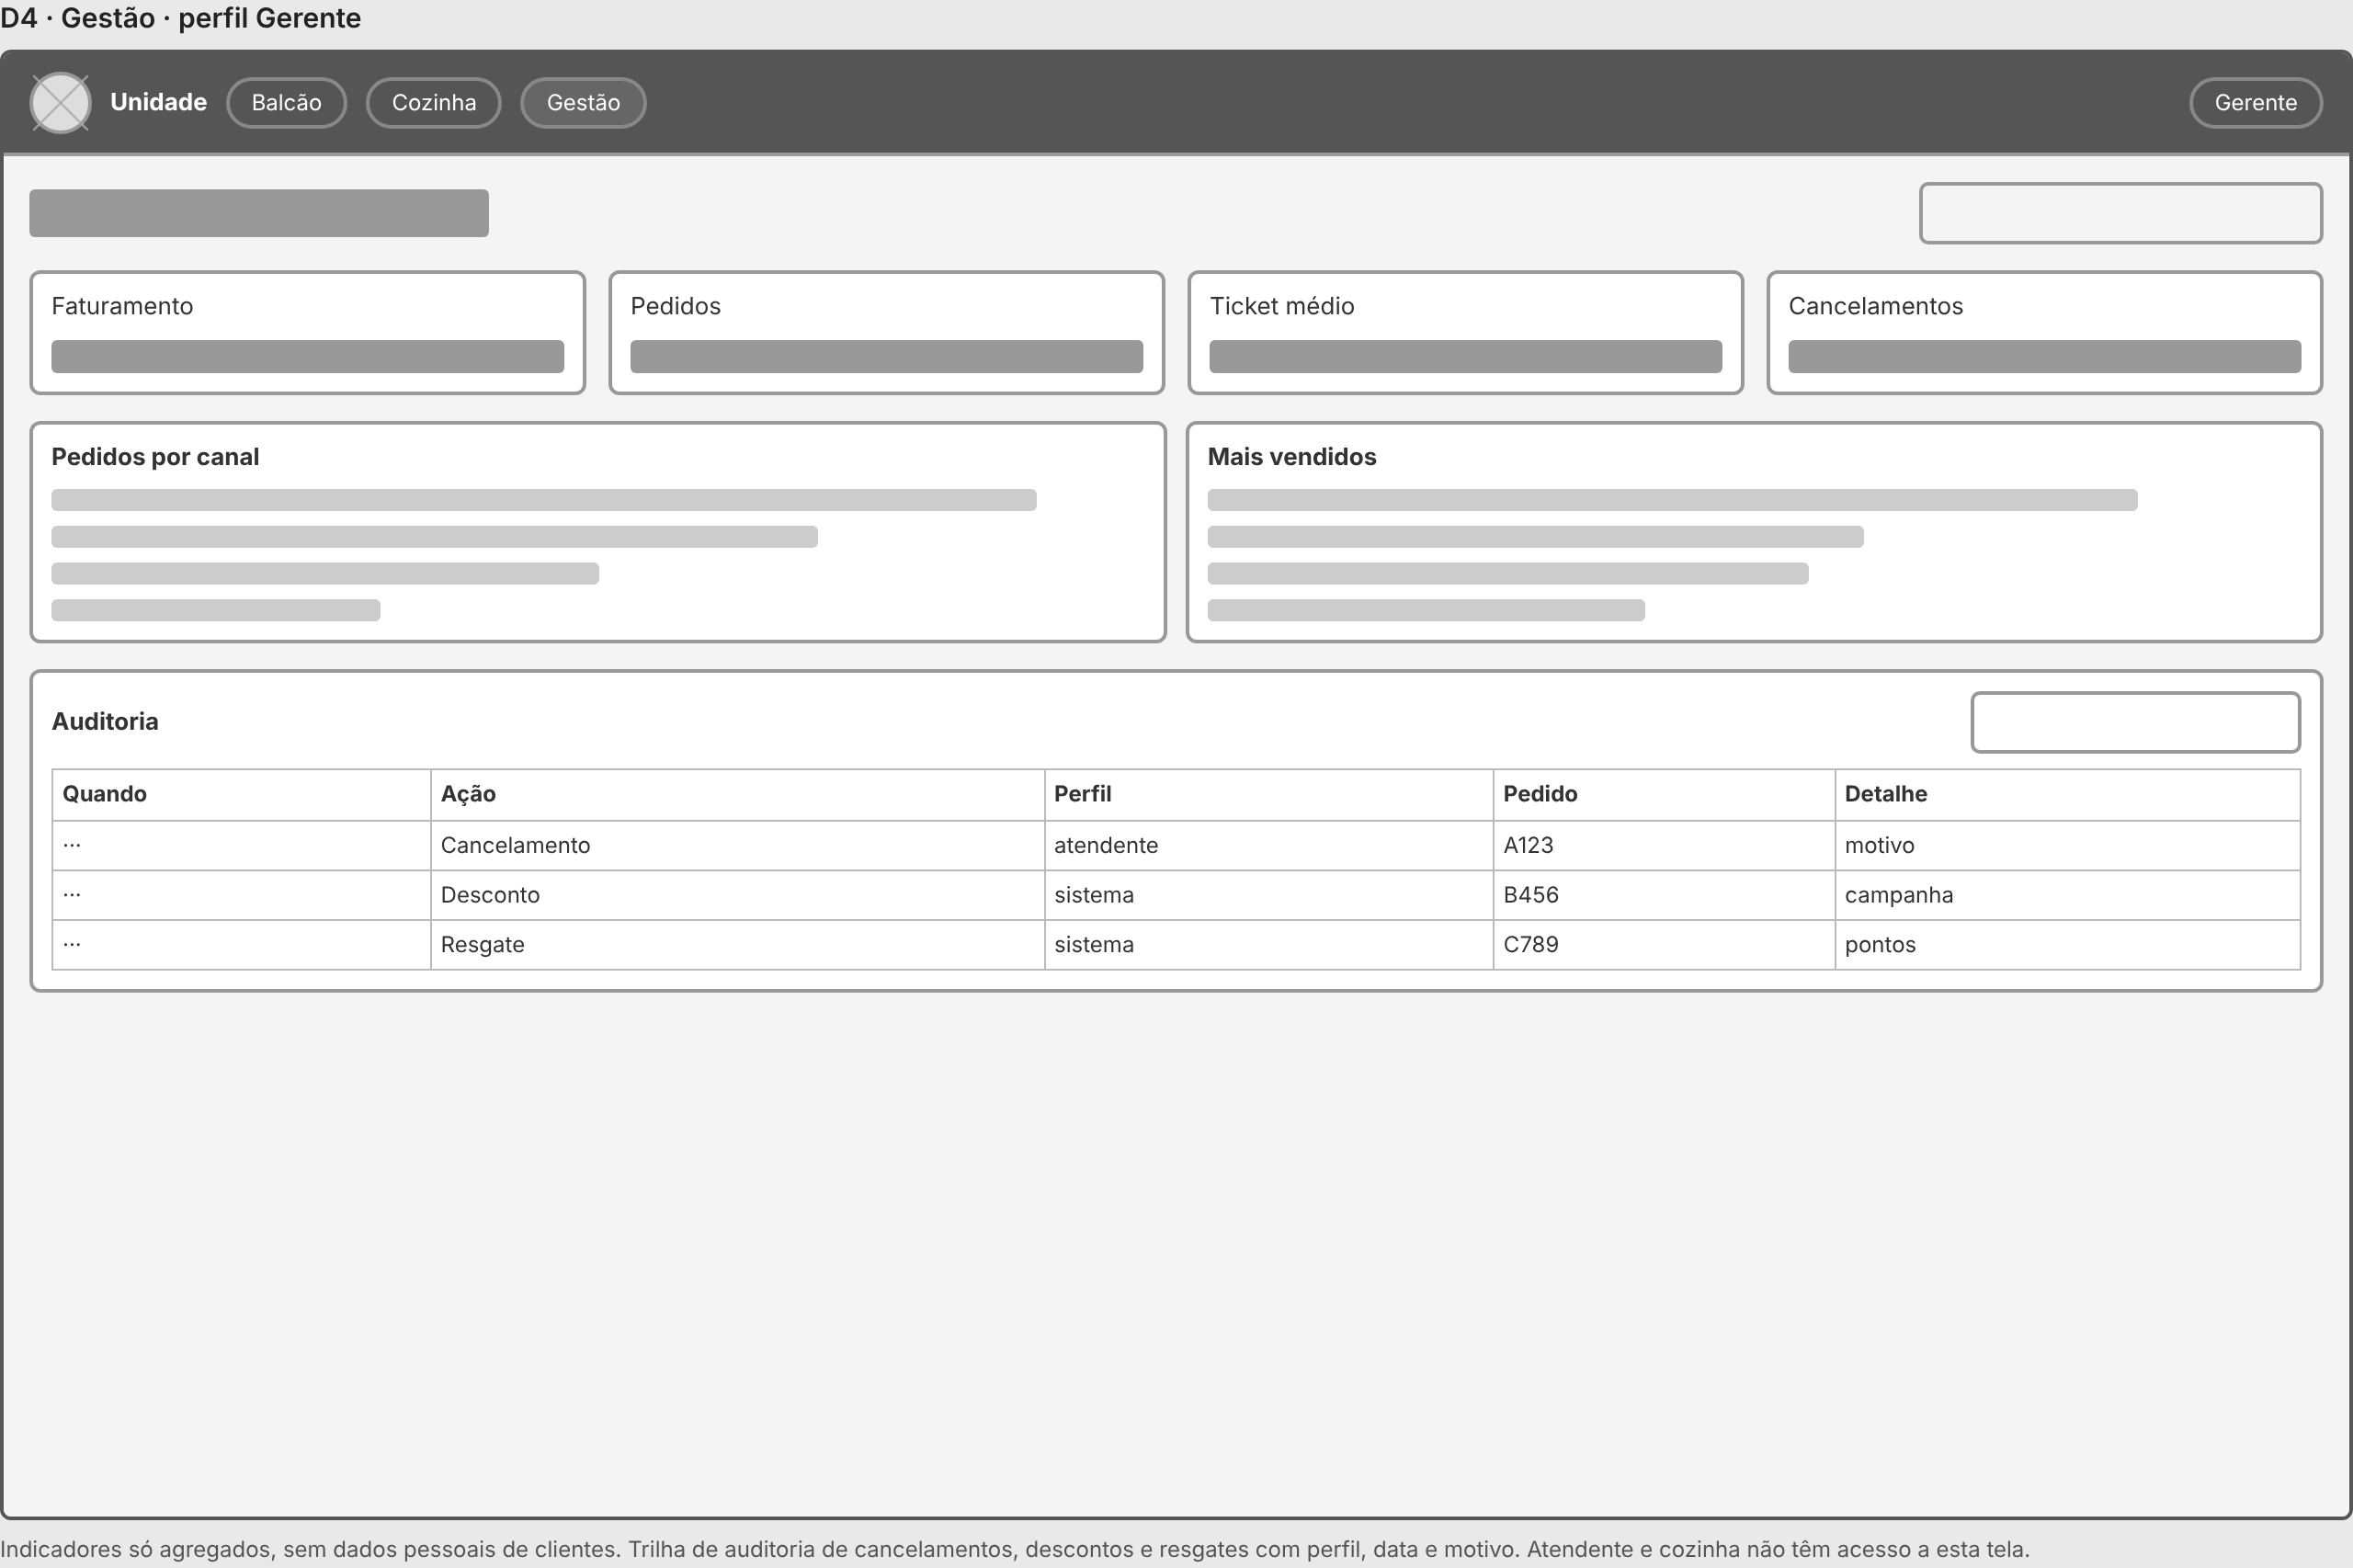 D4 · Gestão · perfil Gerente
Unidade Balcão Cozinha Gestão Gerente
Faturamento Pedidos Ticket médio Cancelamentos
Pedidos por canal Mais vendidos
Auditoria
Quando Ação Perfil Pedido Detalhe
... Cancelamento atendente A123 motivo
... Desconto sistema B456 campanha
... Resgate sistema C789 pontos
Indicadores só agregados, sem dados pessoais de clientes. Trilha de auditoria de cancelamentos, descontos e resgates com perfil, data e motivo. Atendente e cozinha não têm acesso a esta tela.